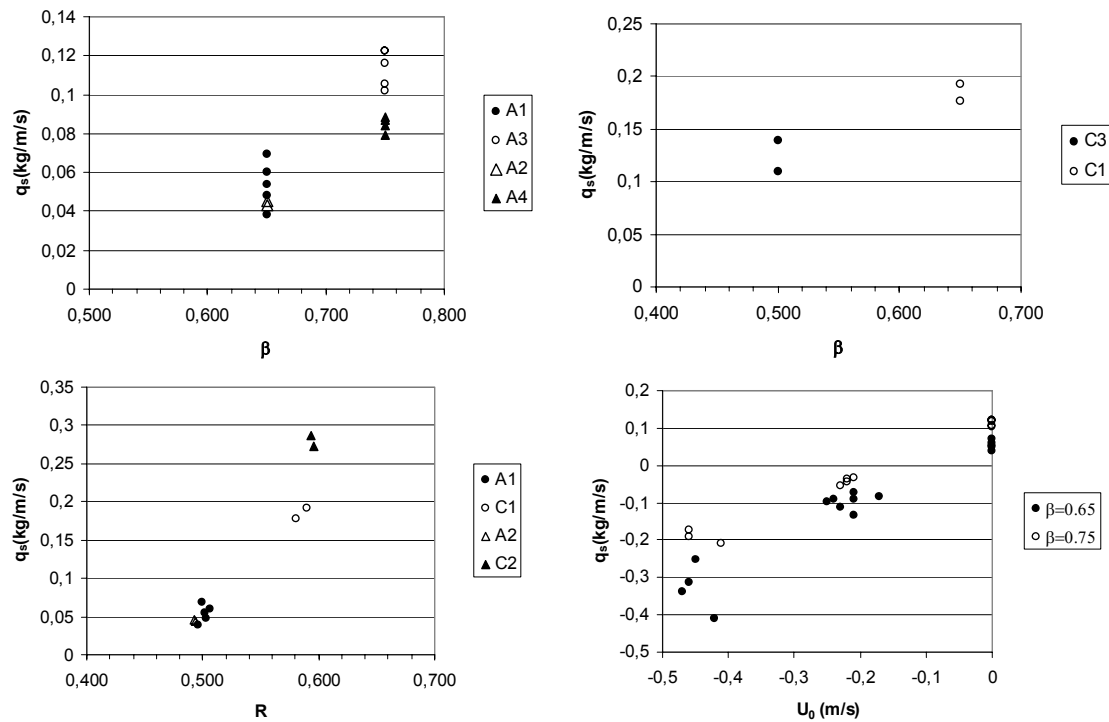 0,14
0,12
0,1
0,08
0,06
0,04
0,02
0
0,500 0,600 0,700 0,800
qs(kg/m/s)
β
A1
A3
A2
A4
0,25
0,2
0,15
0,1
0,05
0
0,400 0,500 0,600 0,700
qs(kg/m/s)
β
C3
C1
0,35
0,3
0,25
0,2
0,15
0,1
0,05
0
0,400 0,500 0,600 0,700
qs(kg/m/s)
R
A1
C1
A2
C2
0,2
0,1
0
-0,1
-0,2
-0,3
-0,4
-0,5
-0,5 -0,4 -0,3 -0,2 -0,1 0
qs(kg/m/s)
U0 (m/s)
β=0.65
β=0.75